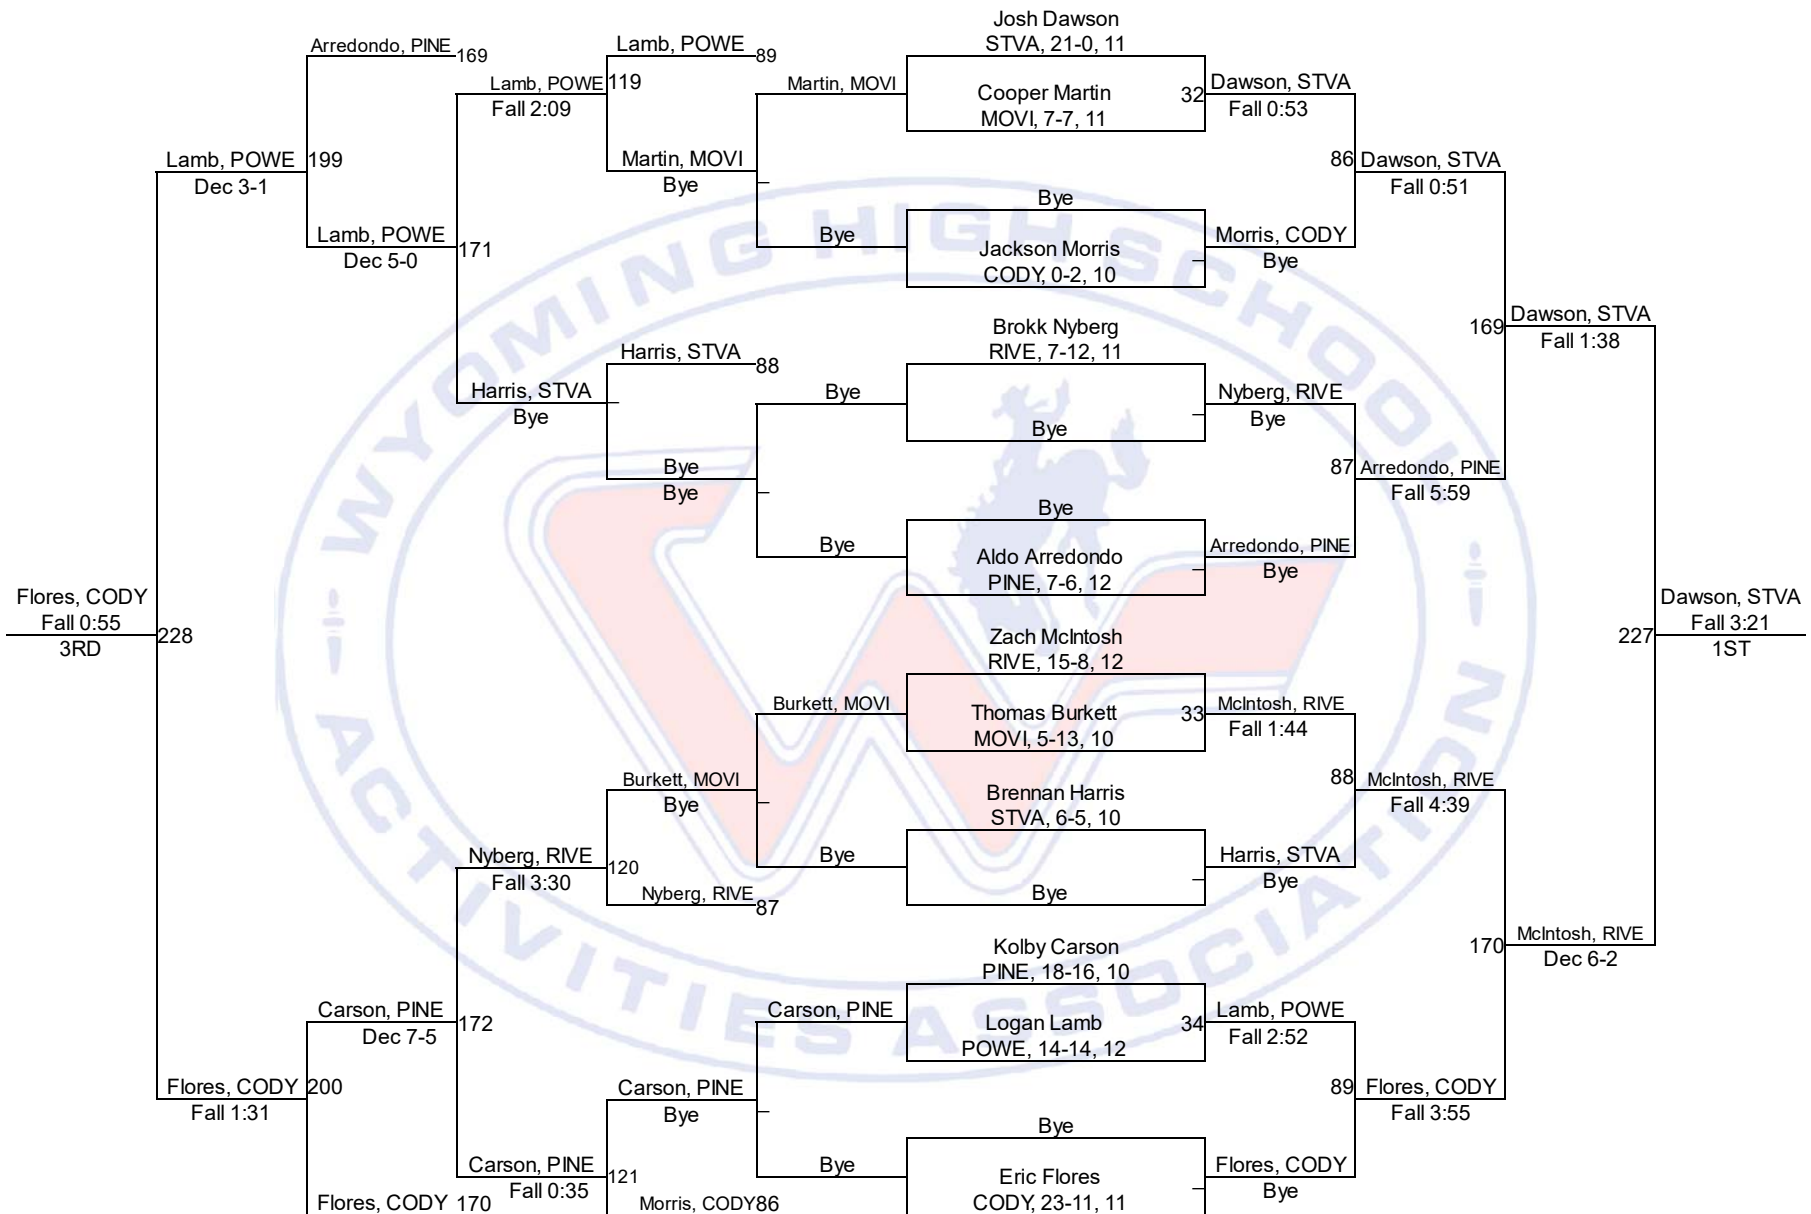 Josh Dawson
STVA, 21-0, 11
Arredondo, PINE 169
Lamb, POWE 89
Lamb, POWE 119
Fall 2:09
Martin, MOVI
Cooper Martin 32
MOVI, 7-7, 11
Dawson, STVA
Fall 0:53
Lamb, POWE 199
Dec 3-1
Martin, MOVI
Bye
86 Dawson, STVA
Fall 0:51
Bye
Lamb, POWE 171
Dec 5-0
Bye
Jackson Morris
CODY, 0-2, 10
Morris, CODY
Bye
Brokk Nyberg
RIVE, 7-12, 11
169 Dawson, STVA
Fall 1:38
Harris, STVA 88
Harris, STVA
Bye
Bye
Bye
Nyberg, RIVE
Bye
Bye
Bye
87 Arredondo, PINE
Fall 5:59
Bye
Bye
Aldo Arredondo
PINE, 7-6, 12
Arredondo, PINE
Bye
Flores, CODY
Fall 0:55
3RD
228
Zach McIntosh
RIVE, 15-8, 12
227
Dawson, STVA
Fall 3:21
1ST
Burkett, MOVI
Thomas Burkett 33
MOVI, 5-13, 10
McIntosh, RIVE
Fall 1:44
Burkett, MOVI
Bye
Brennan Harris
STVA, 6-5, 10
88 McIntosh, RIVE
Fall 4:39
Nyberg, RIVE 120
Fall 3:30
Bye
Bye
Harris, STVA
Bye
Nyberg, RIVE 87
Kolby Carson
PINE, 18-16, 10
170 McIntosh, RIVE
Dec 6-2
Carson, PINE 172
Dec 7-5
Carson, PINE
Logan Lamb 34
POWE, 14-14, 12
Lamb, POWE
Fall 2:52
Flores, CODY 200
Fall 1:31
Carson, PINE
Bye
89 Flores, CODY
Fall 3:55
Bye
Carson, PINE 121
Fall 0:35
Bye
Eric Flores
CODY, 23-11, 11
Flores, CODY
Bye
Flores, CODY 170
Morris, CODY 86
WYOMING HIGH SCHOOL
ACTIVITIES ASSOCIATION